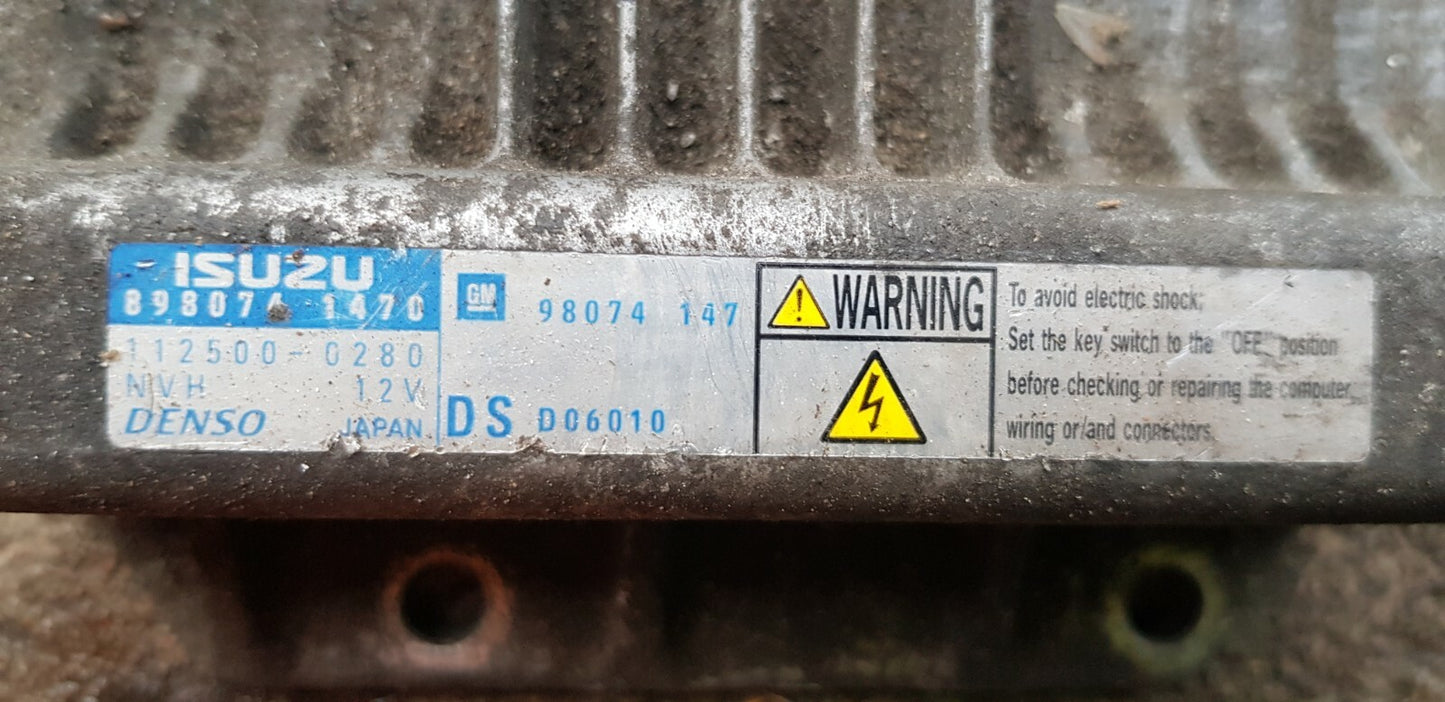 ISUZU
898074 1470
112500-0280
NVH 12V
DENSO JAPAN
GM 98074 147
DS D06010
WARNING
To avoid electric shock,
Set the key switch to the "OFF" position
before checking or repairing the computer,
wiring or/and connectors.